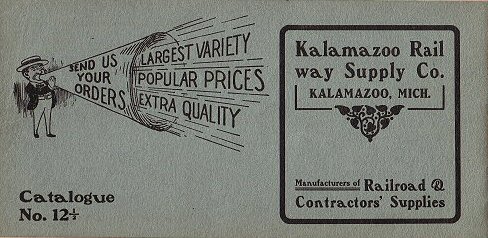 SEND US
YOUR
ORDERS
LARGEST VARIETY
POPULAR PRICES
EXTRA QUALITY
Catalogue
No. 12½
Kalamazoo Rail
way Supply Co.
KALAMAZOO, MICH.
Manufacturers of Railroad &
Contractors' Supplies